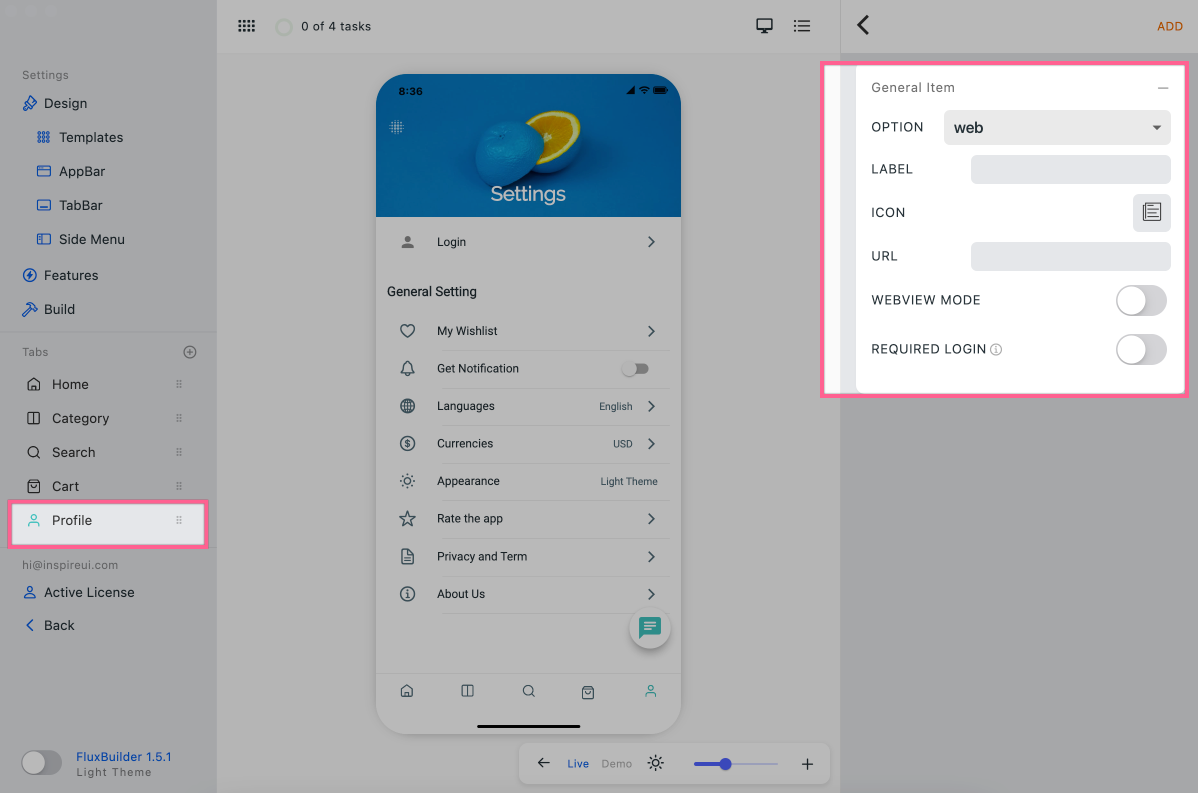 Settings
Design
Templates
AppBar
TabBar
Side Menu
Features
Build
Tabs
Home
Category
Search
Cart
Profile
hi@inspireui.com
Active License
Back
FluxBuilder 1.5.1
Light Theme
0 of 4 tasks
8:36
Settings
Login
General Setting
My Wishlist
Get Notification
Languages English
Currencies USD
Appearance Light Theme
Rate the app
Privacy and Term
About Us
Live Demo
ADD
General Item
OPTION web
LABEL
ICON
URL
WEBVIEW MODE
REQUIRED LOGIN